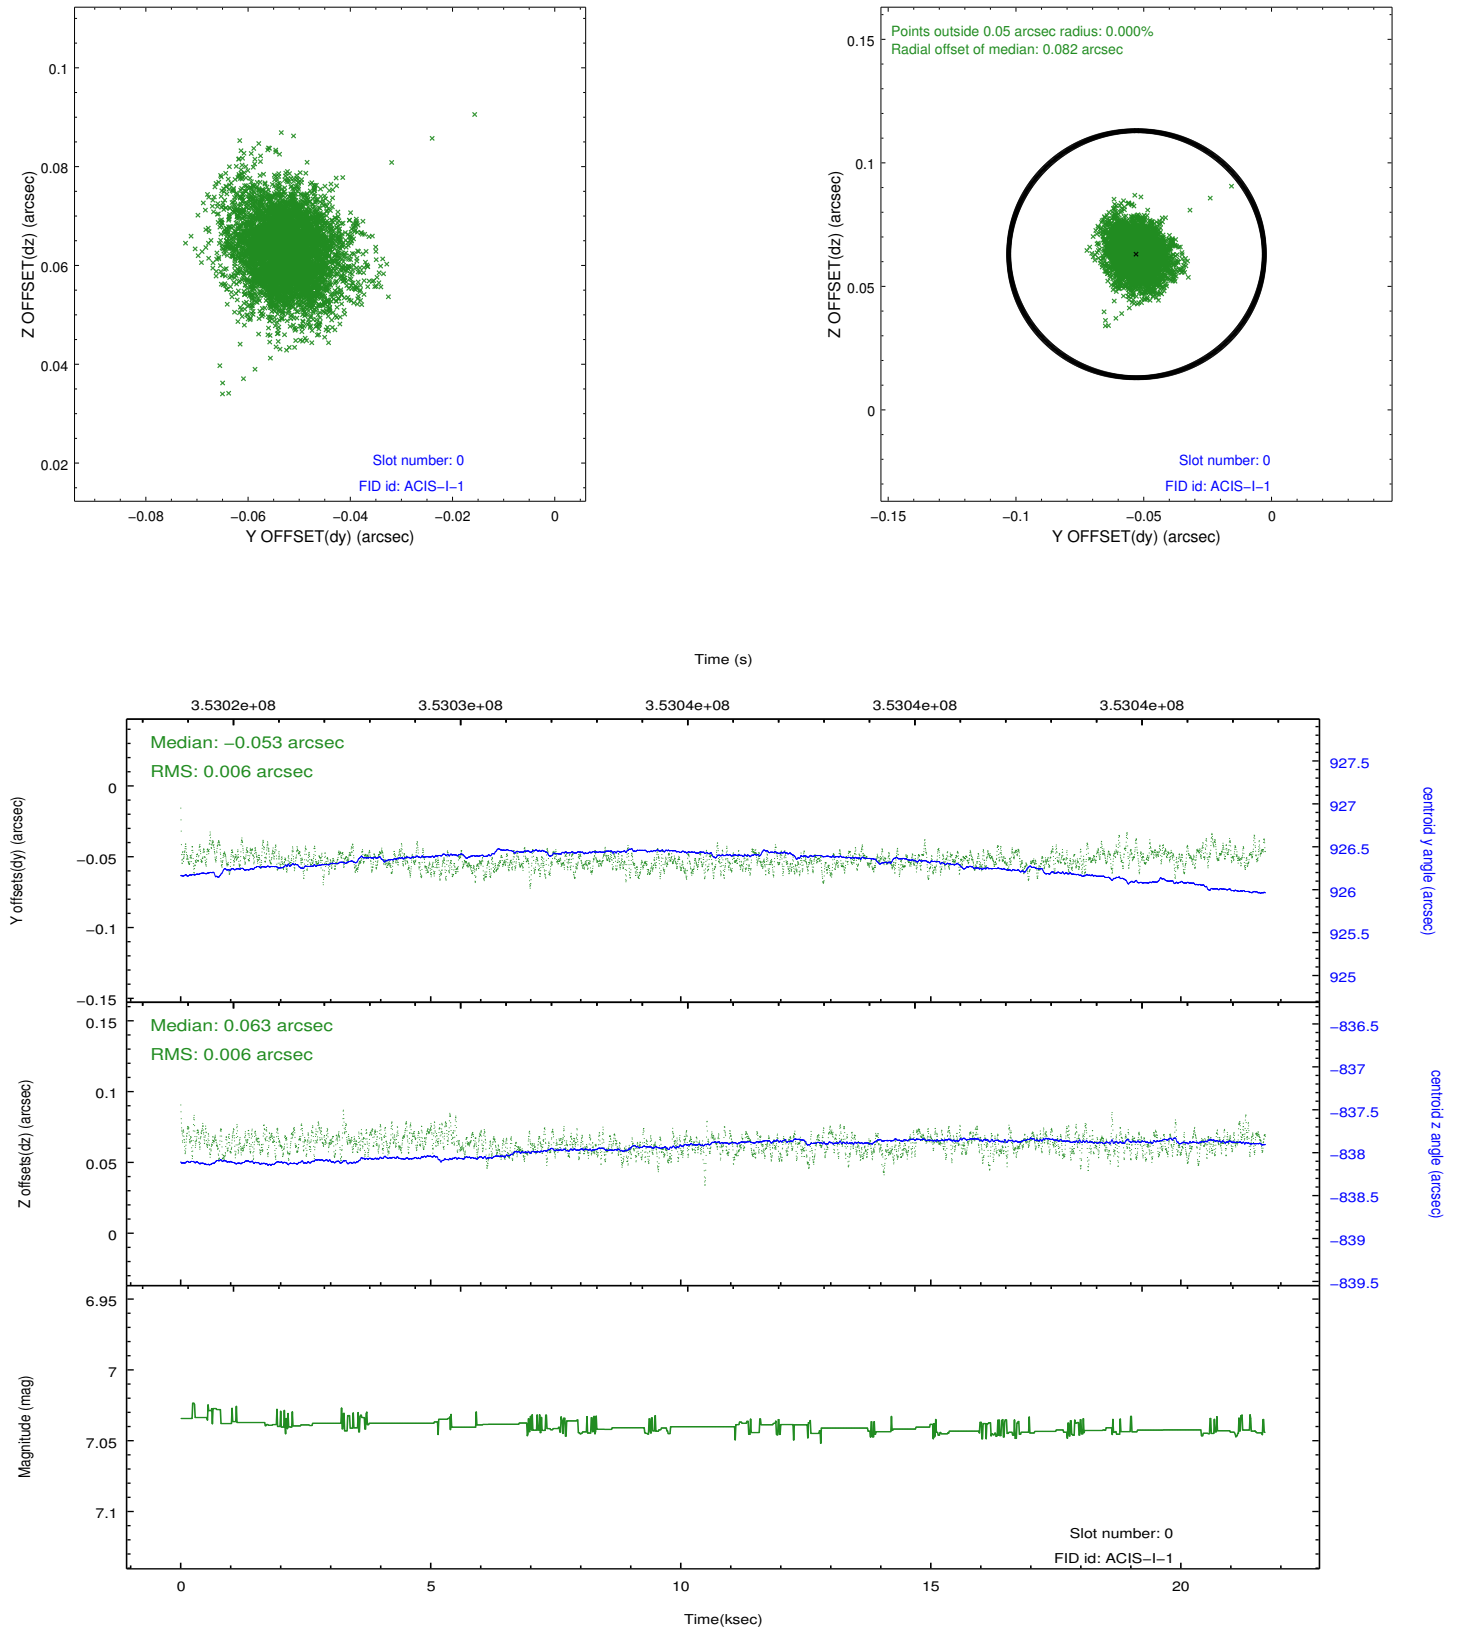 0.1
0.08
0.06
0.04
0.02
Z OFFSET(dz) (arcsec)
Slot number: 0
FID id: ACIS−I−1
−0.08 −0.06 −0.04 −0.02 0
Y OFFSET(dy) (arcsec)
Points outside 0.05 arcsec radius: 0.000%
Radial offset of median: 0.082 arcsec
0.15
0.1
0.05
0
Z OFFSET(dz) (arcsec)
Slot number: 0
FID id: ACIS−I−1
−0.15 −0.1 −0.05 0
Y OFFSET(dy) (arcsec)
Time (s)
3.5302e+08 3.5303e+08 3.5304e+08 3.5304e+08 3.5304e+08
Median: −0.053 arcsec
RMS: 0.006 arcsec
0
−0.05
−0.1
−0.15
Y offsets(dy) (arcsec)
927.5
927
926.5
926
925.5
925
centroid y angle (arcsec)
Median: 0.063 arcsec
RMS: 0.006 arcsec
0.15
0.1
0.05
0
Z offsets(dz) (arcsec)
−836.5
−837
−837.5
−838
−838.5
−839
−839.5
centroid z angle (arcsec)
6.95
7
7.05
7.1
Magnitude (mag)
Slot number: 0
FID id: ACIS−I−1
0 5 10 15 20
Time(ksec)